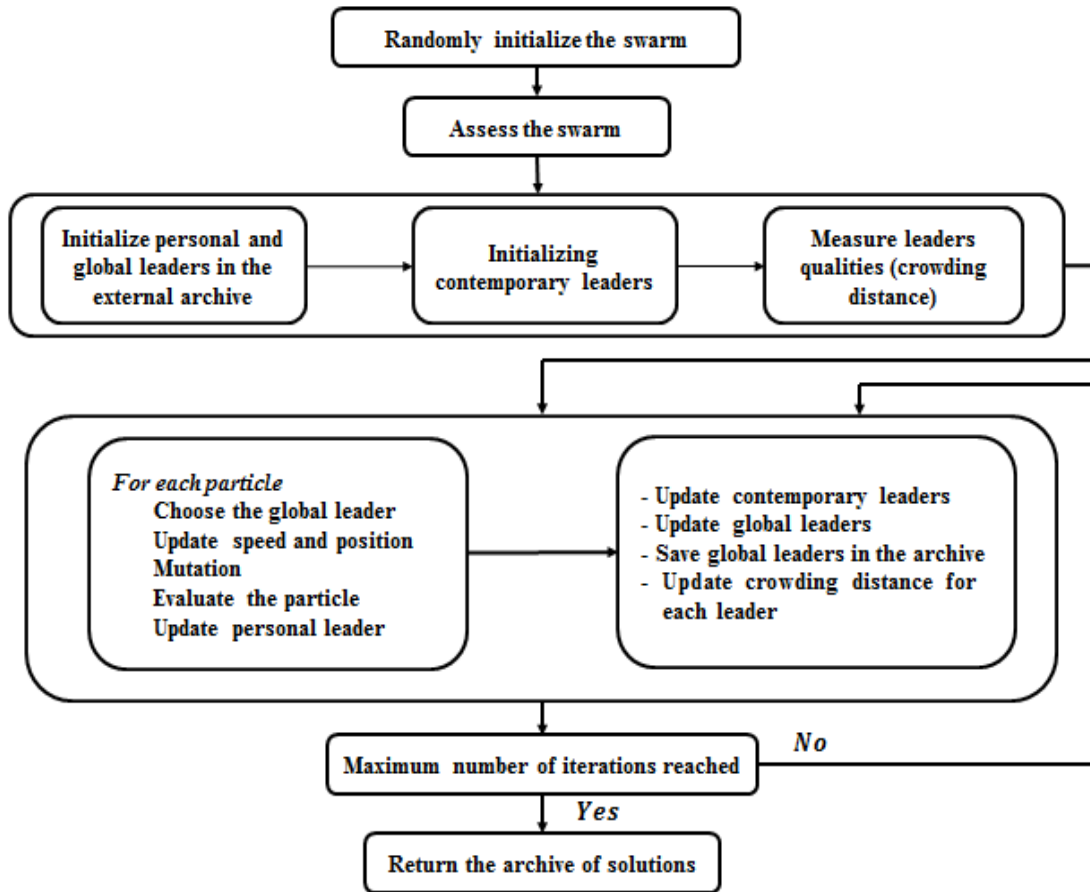 Randomly initialize the swarm
Assess the swarm
Initialize personal and
global leaders in the
external archive
Initializing
contemporary leaders
Measure leaders
qualities (crowding
distance)
For each particle
Choose the global leader
Update speed and position
Mutation
Evaluate the particle
Update personal leader
- Update contemporary leaders
- Update global leaders
- Save global leaders in the archive
- Update crowding distance for
each leader
Maximum number of iterations reached
No
Yes
Return the archive of solutions